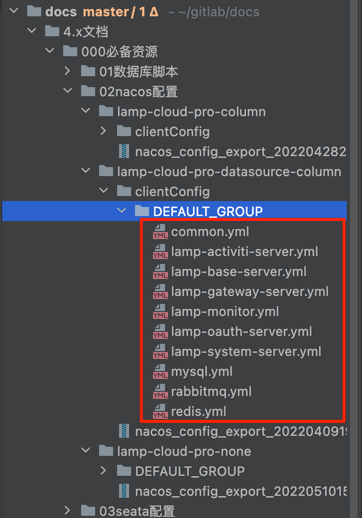 docs master / 1 Δ - ~/gitlab/docs
4.x文档
000必备资源
01数据库脚本
02nacos配置
lamp-cloud-pro-column
clientConfig
nacos_config_export_202204282
lamp-cloud-pro-datasource-column
clientConfig
DEFAULT_GROUP
common.yml
lamp-activiti-server.yml
lamp-base-server.yml
lamp-gateway-server.yml
lamp-monitor.yml
lamp-oauth-server.yml
lamp-system-server.yml
mysql.yml
rabbitmq.yml
redis.yml
nacos_config_export_2022040919
lamp-cloud-pro-none
DEFAULT_GROUP
nacos_config_export_2022051015
03seata配置